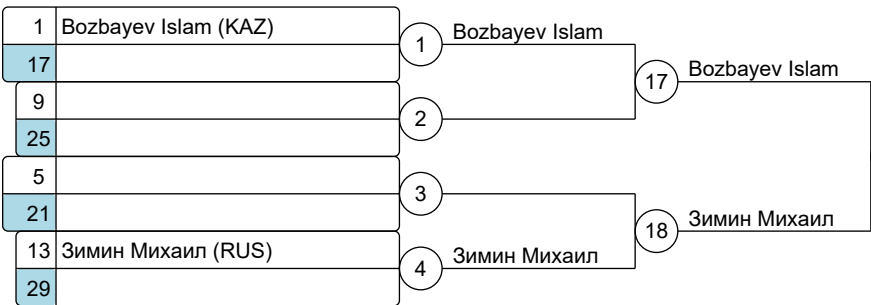 1 Bozbayev Islam (KAZ)
17
1 Bozbayev Islam
9
25
2
17 Bozbayev Islam
5
21
3
13 Зимин Михаил (RUS)
29
4 Зимин Михаил
18 Зимин Михаил